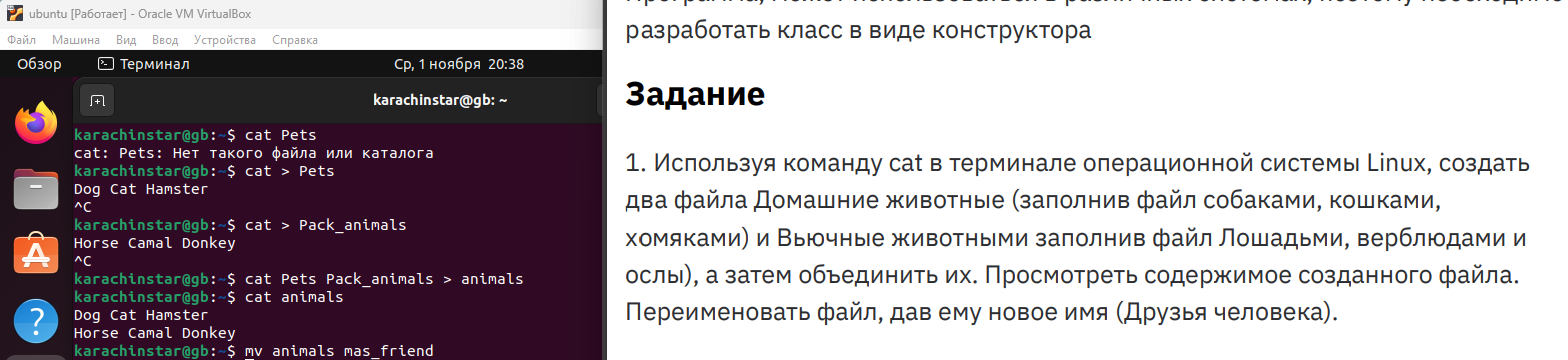 ubuntu [Работает] - Oracle VM VirtualBox
Файл Машина Вид Ввод Устройства Справка
Обзор Терминал Ср, 1 ноября 20:38
karachinstar@gb: ~
karachinstar@gb:~$ cat Pets
cat: Pets: Нет такого файла или каталога
karachinstar@gb:~$ cat > Pets
Dog Cat Hamster
^C
karachinstar@gb:~$ cat > Pack_animals
Horse Camal Donkey
^C
karachinstar@gb:~$ cat Pets Pack_animals > animals
karachinstar@gb:~$ cat animals
Dog Cat Hamster
Horse Camal Donkey
karachinstar@gb:~$ mv animals mas_friend
разработать класс в виде конструктора
Задание
1. Используя команду cat в терминале операционной системы Linux, создать
два файла Домашние животные (заполнив файл собаками, кошками,
хомяками) и Вьючные животными заполнив файл Лошадьми, верблюдами и
ослы), а затем объединить их. Просмотреть содержимое созданного файла.
Переименовать файл, дав ему новое имя (Друзья человека).